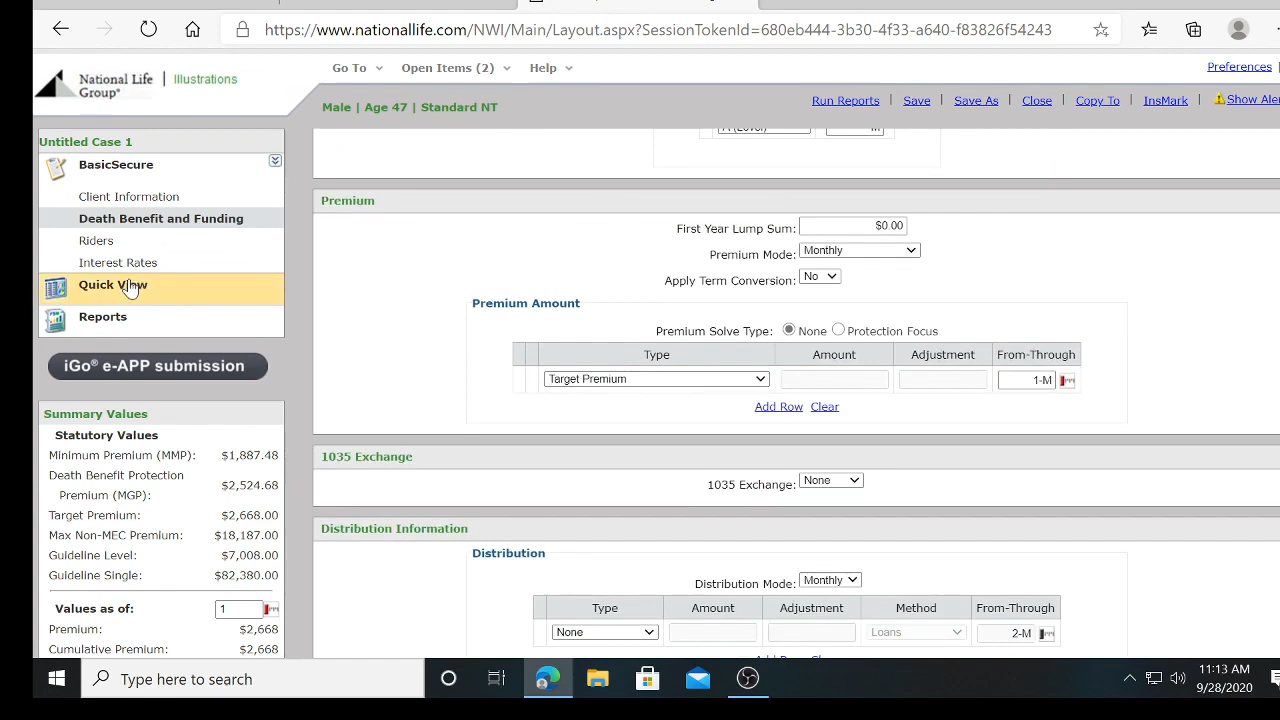 https://www.nationallife.com/NWI/Main/Layout.aspx?SessionTokenId=680eb444-3b30-4f33-a640-f83826f54243
National Life Group® | Illustrations
Go To Open Items (2) Help
Preferences
Male | Age 47 | Standard NT
Run Reports | Save | Save As | Close | Copy To | InsMark | Show Aler
Untitled Case 1
BasicSecure
Client Information
Death Benefit and Funding
Riders
Interest Rates
Quick View
Reports
iGo® e-APP submission
Summary Values
Statutory Values
Minimum Premium (MMP): $1,887.48
Death Benefit Protection Premium (MGP): $2,524.68
Target Premium: $2,668.00
Max Non-MEC Premium: $18,187.00
Guideline Level: $7,008.00
Guideline Single: $82,380.00
Values as of: 1
Premium: $2,668
Cumulative Premium: $2,668
A (Level) M
Premium
First Year Lump Sum: $0.00
Premium Mode: Monthly
Apply Term Conversion: No
Premium Amount
Premium Solve Type: None Protection Focus
Type Amount Adjustment From-Through
Target Premium 1-M
Add Row Clear
1035 Exchange
1035 Exchange: None
Distribution Information
Distribution
Distribution Mode: Monthly
Type Amount Adjustment Method From-Through
None Loans 2-M
Type here to search
11:13 AM
9/28/2020